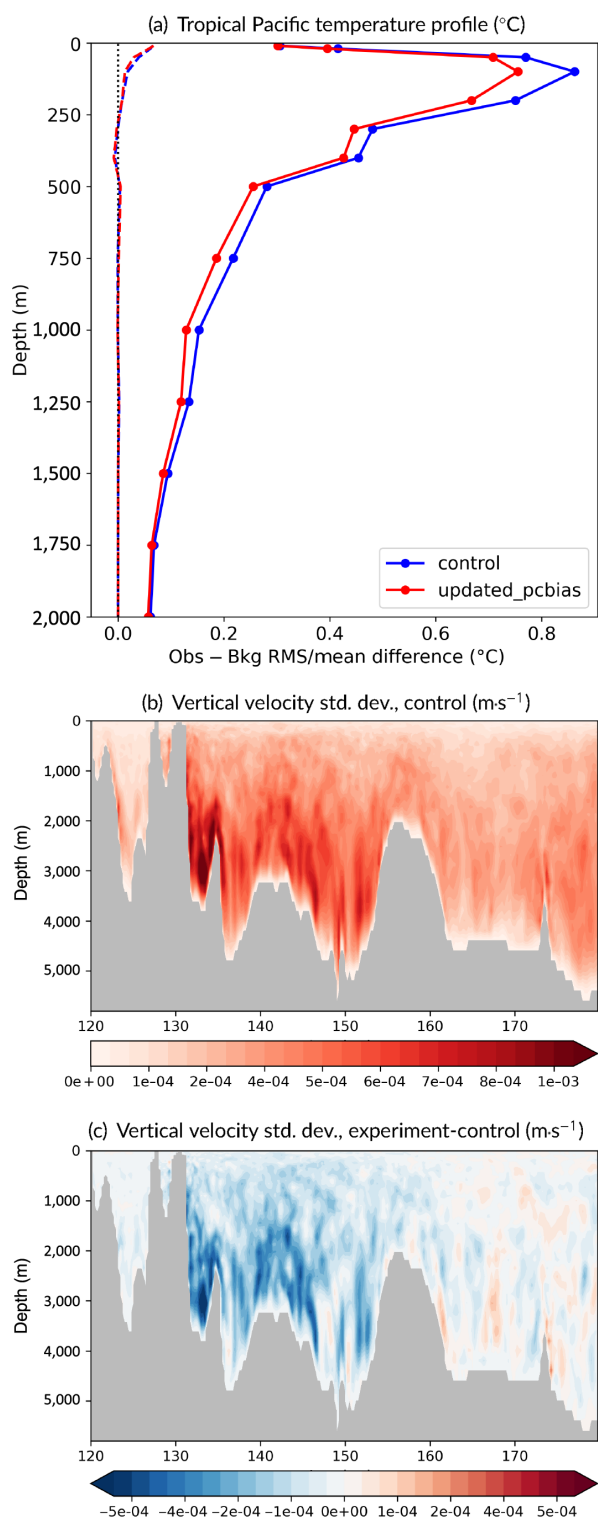 (a) Tropical Pacific temperature profile (°C)
0
250
500
750
1,000
1,250
1,500
1,750
2,000
Depth (m)
control
updated_pcbias
0.0 0.2 0.4 0.6 0.8
Obs – Bkg RMS/mean difference (°C)
(b) Vertical velocity std. dev., control (m·s⁻¹)
0
1,000
2,000
3,000
4,000
5,000
Depth (m)
120 130 140 150 160 170
0e+00 1e-04 2e-04 4e-04 5e-04 6e-04 7e-04 8e-04 1e-03
(c) Vertical velocity std. dev., experiment-control (m·s⁻¹)
0
1,000
2,000
3,000
4,000
5,000
Depth (m)
120 130 140 150 160 170
−5e-04 −4e-04 −2e-04 −1e-04 0e+00 1e-04 2e-04 4e-04 5e-04